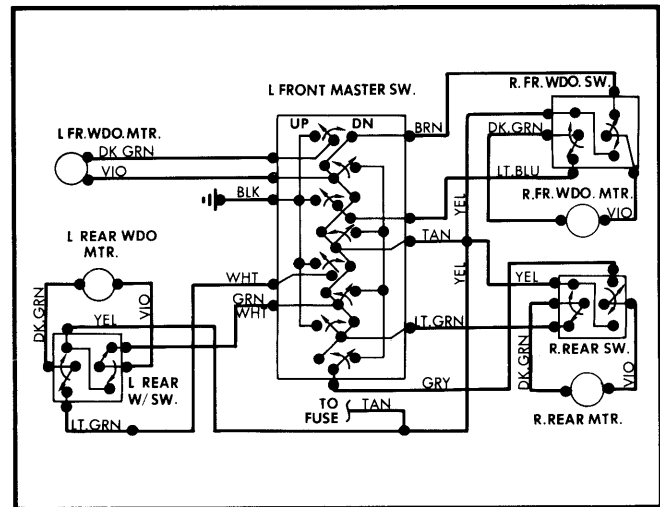 R. FR. WDO. SW.
L FRONT MASTER SW.
UP DN
BRN
DK.GRN
L FR. WDO. MTR.
DK. GRN
VIO
BLK
LT.BLU
YEL
R.FR.WDO. MTR.
VIO
TAN
L REAR WDO
MTR.
WHT
GRN
WHT
YEL
YEL
DK.GRN
VIO
YEL
LT.GRN
DK.GRN
VIO
R.REAR SW.
L REAR
W/ SW.
GRY
TO
FUSE
TAN
LT.GRN
R.REAR MTR.